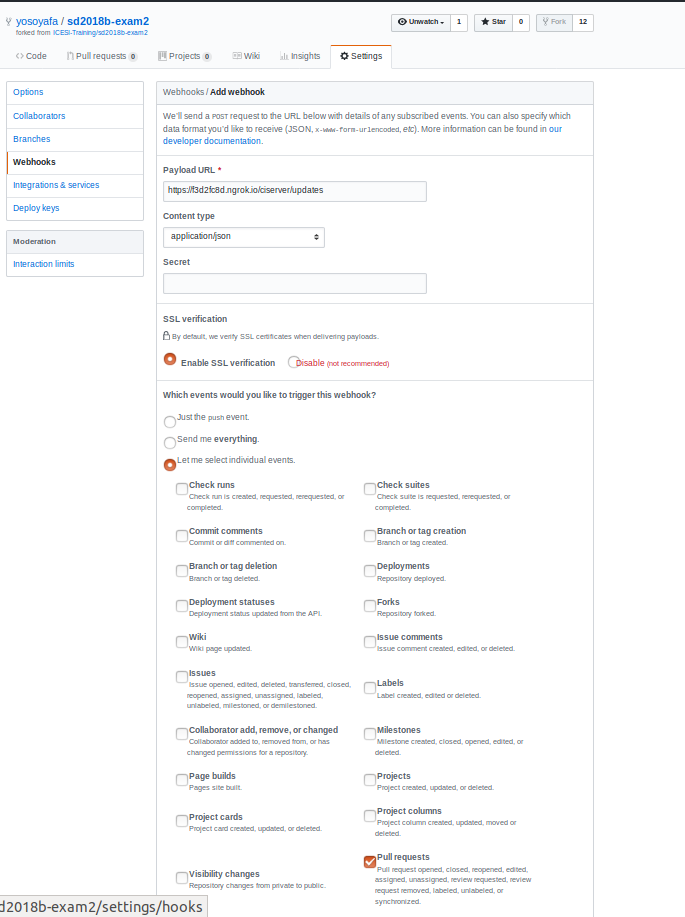 yosoyafa / sd2018b-exam2
forked from ICESI-Training/sd2018b-exam2
Unwatch 1 Star 0 Fork 12
Code Pull requests 0 Projects 0 Wiki Insights Settings
Options
Collaborators
Branches
Webhooks
Integrations & services
Deploy keys
Moderation
Interaction limits
Webhooks / Add webhook
We'll send a POST request to the URL below with details of any subscribed events. You can also specify which
data format you'd like to receive (JSON, x-www-form-urlencoded, etc). More information can be found in our
developer documentation.
Payload URL *
https://f3d2fc8d.ngrok.io/ciserver/updates
Content type
application/json
Secret
SSL verification
By default, we verify SSL certificates when delivering payloads.
Enable SSL verification Disable (not recommended)
Which events would you like to trigger this webhook?
Just the push event.
Send me everything.
Let me select individual events.
Check runs
Check run is created, requested, rerequested, or
completed.
Check suites
Check suite is requested, rerequested, or
completed.
Commit comments
Commit or diff commented on.
Branch or tag creation
Branch or tag created.
Branch or tag deletion
Branch or tag deleted.
Deployments
Repository deployed.
Deployment statuses
Deployment status updated from the API.
Forks
Repository forked.
Wiki
Wiki page updated.
Issue comments
Issue comment created, edited, or deleted.
Issues
Issue opened, edited, deleted, transferred, closed,
reopened, assigned, unassigned, labeled,
unlabeled, milestoned, or demilestoned.
Labels
Label created, edited or deleted.
Collaborator add, remove, or changed
Collaborator added to, removed from, or has
changed permissions for a repository.
Milestones
Milestone created, closed, opened, edited, or
deleted.
Page builds
Pages site built.
Projects
Project created, updated, or deleted.
Project cards
Project card created, updated, or deleted.
Project columns
Project column created, updated, moved or
deleted.
Visibility changes
Repository changes from private to public.
Pull requests
Pull request opened, closed, reopened, edited,
assigned, unassigned, review requested, review
request removed, labeled, unlabeled, or
synchronized.
d2018b-exam2/settings/hooks